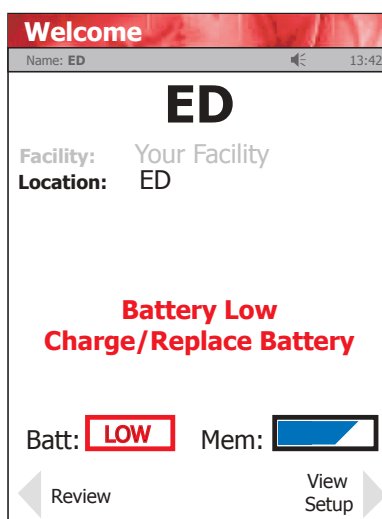 Welcome
Name: ED 13:42
ED
Facility: Your Facility
Location: ED
Battery Low
Charge/Replace Battery
Batt: LOW Mem:
Review
View
Setup